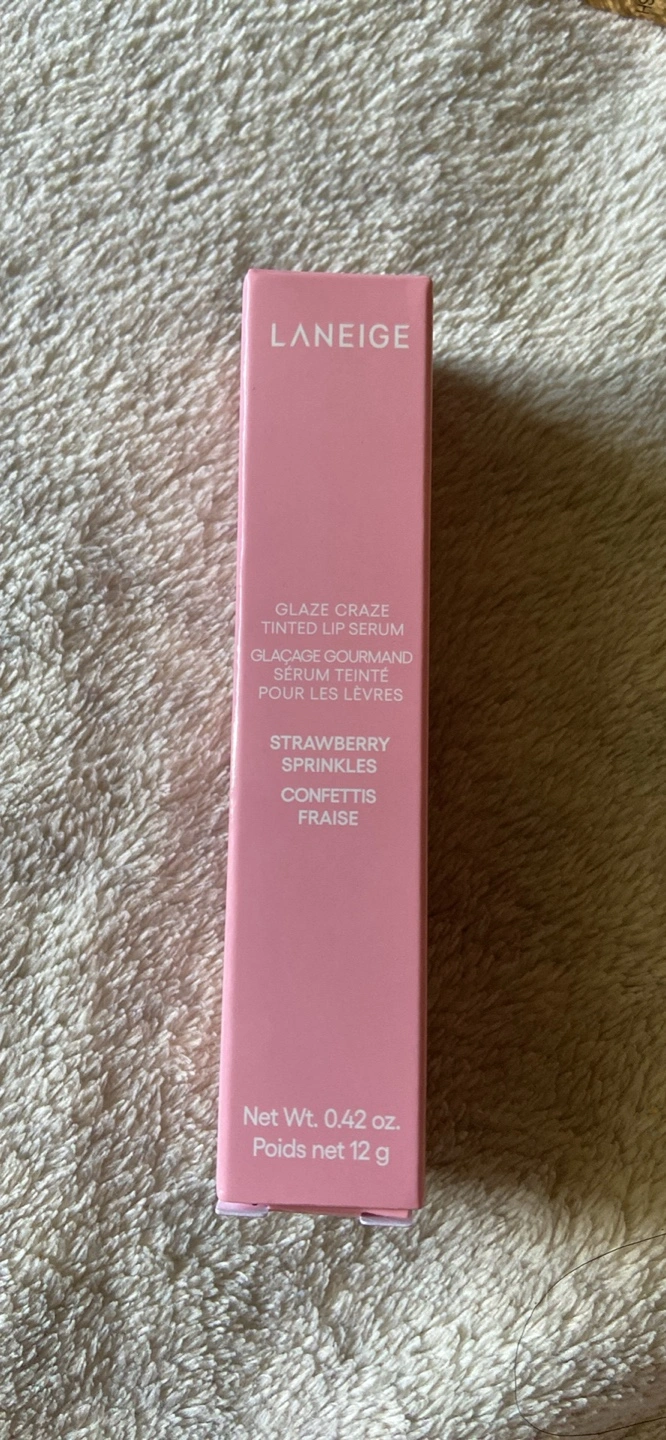 LANEIGE
GLAZE CRAZE
TINTED LIP SERUM
GLAÇAGE GOURMAND
SÉRUM TEINTÉ
POUR LES LÈVRES
STRAWBERRY
SPRINKLES
CONFETTIS
FRAISE
Net Wt. 0.42 oz.
Poids net 12 g